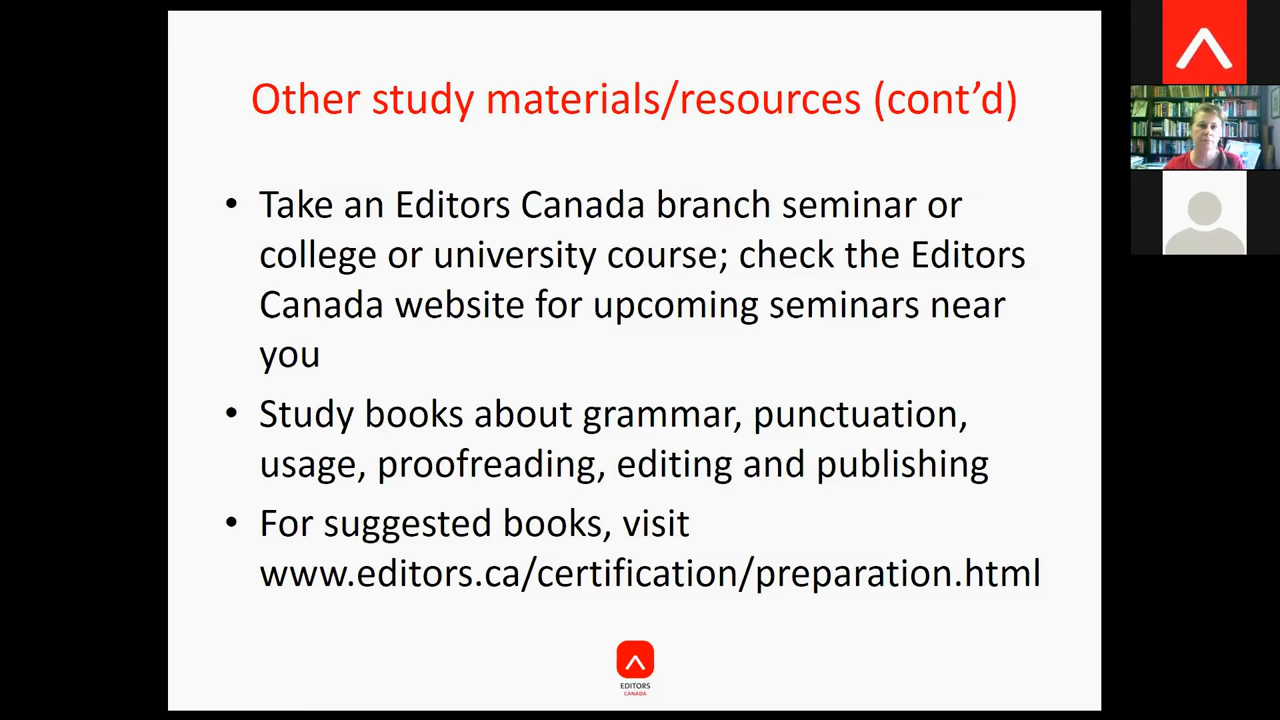 Other study materials/resources (cont’d)
• Take an Editors Canada branch seminar or
college or university course; check the Editors
Canada website for upcoming seminars near
you
• Study books about grammar, punctuation,
usage, proofreading, editing and publishing
• For suggested books, visit
www.editors.ca/certification/preparation.html
EDITORS
CANADA